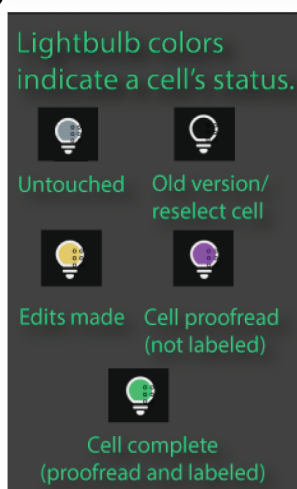 Lightbulb colors
indicate a cell's status.
Untouched
Old version/
reselect cell
Edits made
Cell proofread
(not labeled)
Cell complete
(proofread and labeled)